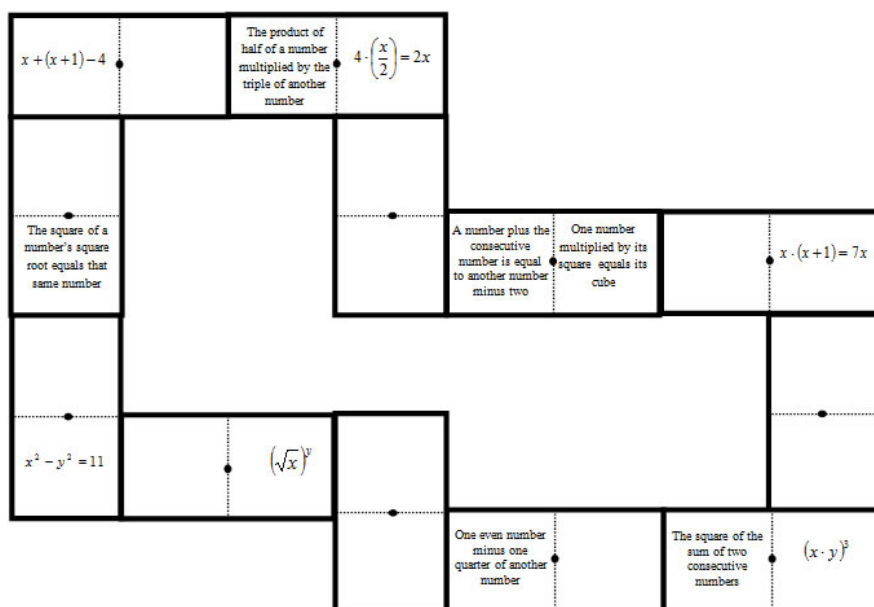 x + (x + 1) − 4
The product of
half of a number
multiplied by the
triple of another
number
4 · (x/2) = 2x
The square of a
number's square
root equals that
same number
A number plus the
consecutive
number is equal
to another number
minus two
One number
multiplied by its
square equals its
cube
x · (x + 1) = 7x
x² − y² = 11
(√x)^y
One even number
minus one
quarter of another
number
The square of the
sum of two
consecutive
numbers
(x · y)³